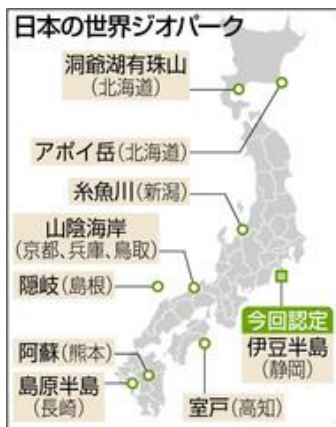 日本の世界ジオパーク
洞爺湖有珠山
(北海道)
アポイ岳(北海道)
糸魚川(新潟)
山陰海岸
(京都、兵庫、鳥取)
隠岐(島根)
今回認定
伊豆半島
(静岡)
阿蘇(熊本)
島原半島
(長崎)
室戸(高知)